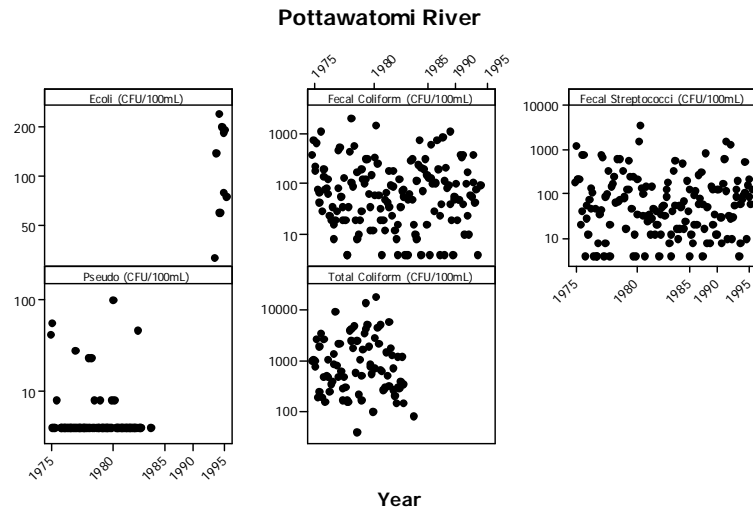 Pottawatomi River
1975 1980 1985 1990 1995
Ecoli (CFU/100mL)
Fecal Coliform (CFU/100mL)
Fecal Streptococci (CFU/100mL)
200
100
50
1000
100
10
10000
1000
100
10
Pseudo (CFU/100mL)
Total Coliform (CFU/100mL)
1975 1980 1985 1990 1995
100
10
10000
1000
100
1975 1980 1985 1990 1995
Year